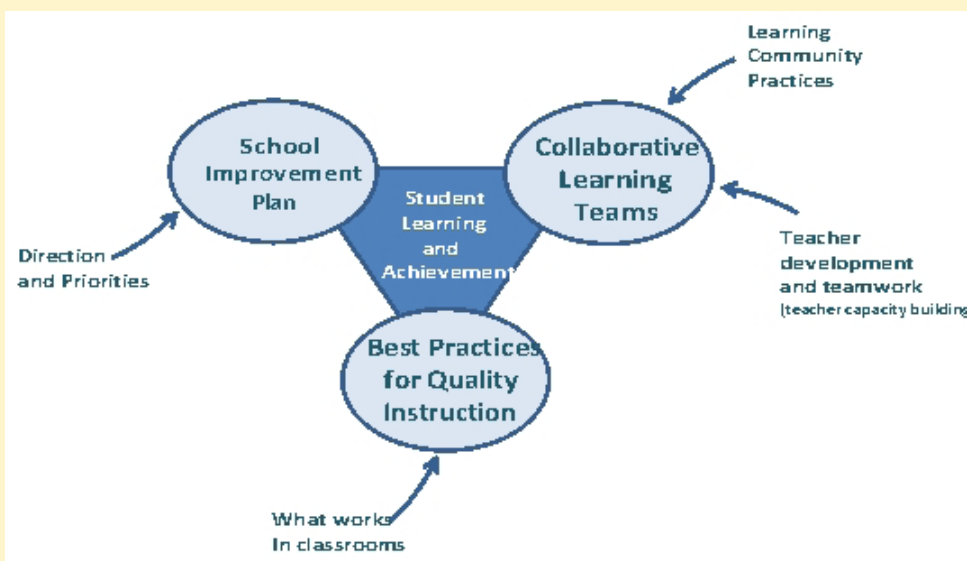 Learning
Community
Practices
School
Improvement
Plan
Collaborative
Learning
Teams
Student
Learning
and
Achievement
Direction
and Priorities
Teacher
development
and teamwork
(teacher capacity building
Best Practices
for Quality
Instruction
What works
In classrooms